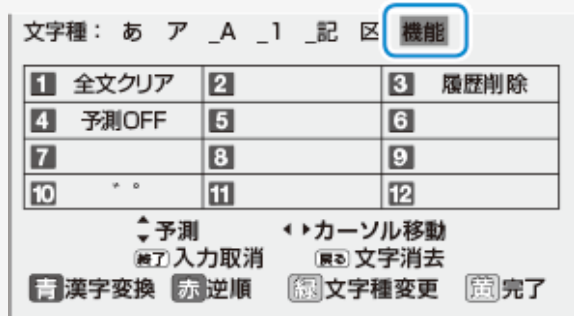 文字種： あ ア _A _1 _記 区 機能
1 全文クリア 2 3 履歴削除
4 予測OFF 5 6
7 8 9
10 ゛゜ 11 12
予測 カーソル移動
終了 入力取消 戻る 文字消去
青 漢字変換 赤 逆順 緑 文字種変更 黄 完了